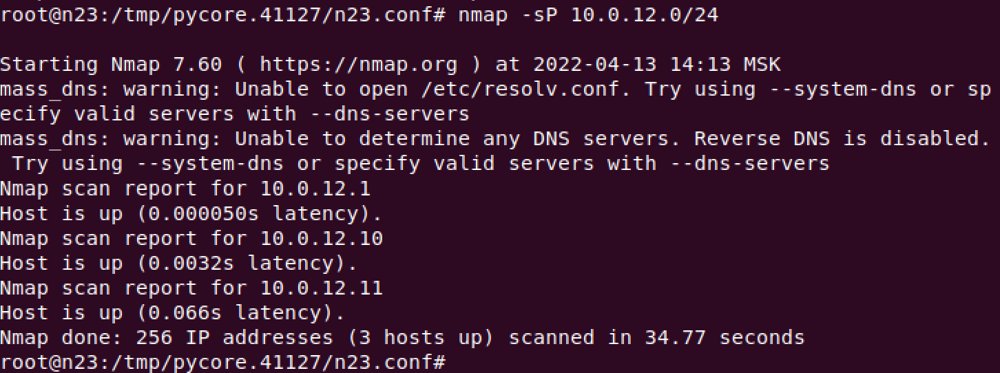 root@n23:/tmp/pycore.41127/n23.conf# nmap -sP 10.0.12.0/24
Starting Nmap 7.60 ( https://nmap.org ) at 2022-04-13 14:13 MSK
mass_dns: warning: Unable to open /etc/resolv.conf. Try using --system-dns or sp
ecify valid servers with --dns-servers
mass_dns: warning: Unable to determine any DNS servers. Reverse DNS is disabled.
 Try using --system-dns or specify valid servers with --dns-servers
Nmap scan report for 10.0.12.1
Host is up (0.000050s latency).
Nmap scan report for 10.0.12.10
Host is up (0.0032s latency).
Nmap scan report for 10.0.12.11
Host is up (0.066s latency).
Nmap done: 256 IP addresses (3 hosts up) scanned in 34.77 seconds
root@n23:/tmp/pycore.41127/n23.conf#